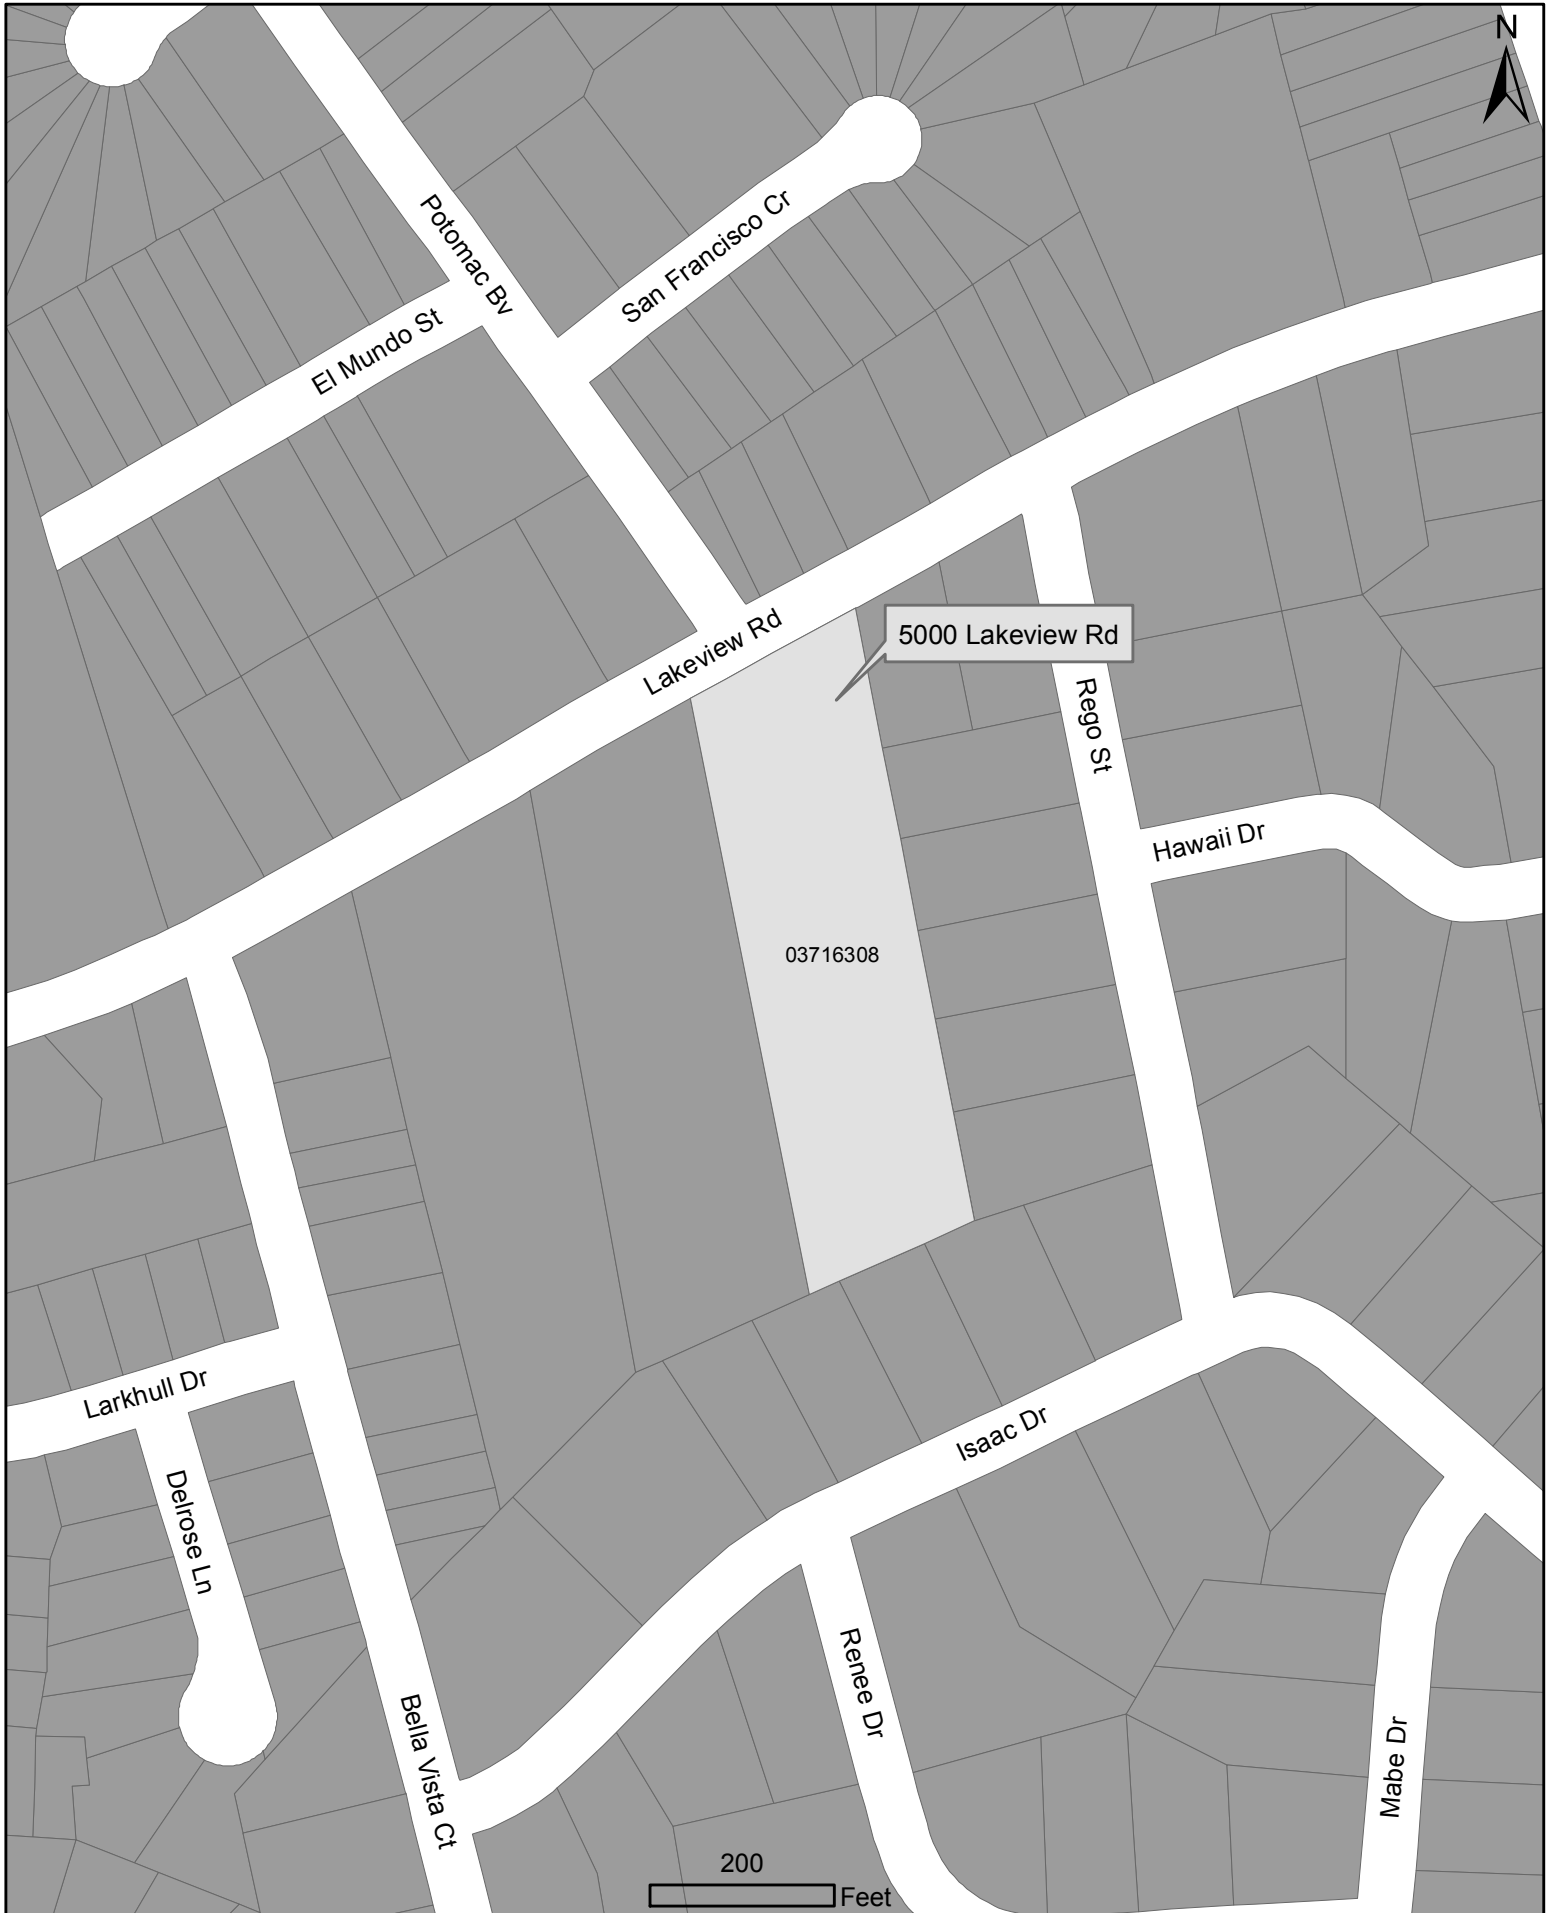 N
Potomac Bv
San Francisco Cr
El Mundo St
Lakeview Rd
5000 Lakeview Rd
Rego St
Hawaii Dr
03716308
Larkhull Dr
Isaac Dr
Delrose Ln
Renee Dr
Bella Vista Ct
Mabe Dr
200
Feet